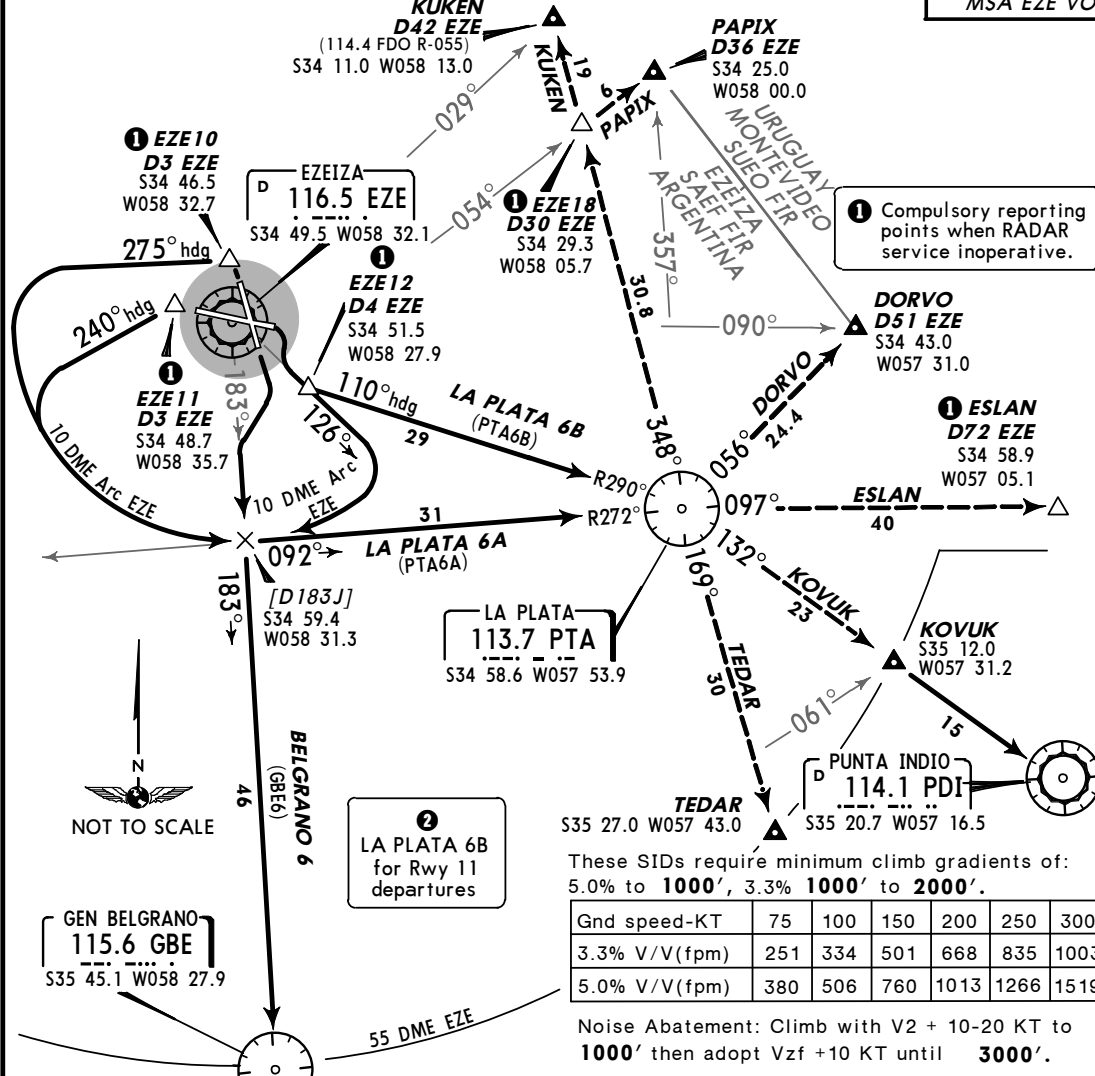 MSA EZE VO
KUKEN
D42 EZE
(114.4 FDO R-055)
S34 11.0 W058 13.0
PAPIX
D36 EZE
S34 25.0
W058 00.0
KUKEN
19
6
PAPIX
029°
054°
❶ EZE10
D3 EZE
S34 46.5
W058 32.7
EZEIZA
D 116.5 EZE
S34 49.5 W058 32.1
❶ EZE18
D30 EZE
S34 29.3
W058 05.7
URUGUAY
MONTEVIDEO
SUEO FIR
EZEIZA
SAEF FIR
ARGENTINA
❶ Compulsory reporting
points when RADAR
service inoperative.
275° hdg
240° hdg
❶
EZE12
D4 EZE
S34 51.5
W058 27.9
357°
090°
30.8
DORVO
D51 EZE
S34 43.0
W057 31.0
❶
EZE11
D3 EZE
S34 48.7
W058 35.7
183°
110° hdg
LA PLATA 6B
(PTA6B)
29
126°
348°
056°
DORVO
24.4
❶ ESLAN
D72 EZE
S34 58.9
W057 05.1
10 DME Arc EZE
10 DME Arc
EZE
R290°
R272°
097°
ESLAN
40
31
092°
LA PLATA 6A
(PTA6A)
[D183J]
S34 59.4
W058 31.3
183°
132°
KOVUK
23
169°
TEDAR
30
LA PLATA
113.7 PTA
S34 58.6 W057 53.9
KOVUK
S35 12.0
W057 31.2
061°
15
N
NOT TO SCALE
BELGRANO 6
(GBE6)
46
PUNTA INDIO
D 114.1 PDI
S35 20.7 W057 16.5
TEDAR
S35 27.0 W057 43.0
❷
LA PLATA 6B
for Rwy 11
departures
GEN BELGRANO
115.6 GBE
S35 45.1 W058 27.9
55 DME EZE
These SIDs require minimum climb gradients of:
5.0% to 1000′, 3.3% 1000′ to 2000′.
Gnd speed-KT 75 100 150 200 250 300
3.3% V/V(fpm) 251 334 501 668 835 1003
5.0% V/V(fpm) 380 506 760 1013 1266 1519
Noise Abatement: Climb with V2 + 10-20 KT to
1000′ then adopt Vzf +10 KT until 3000′.